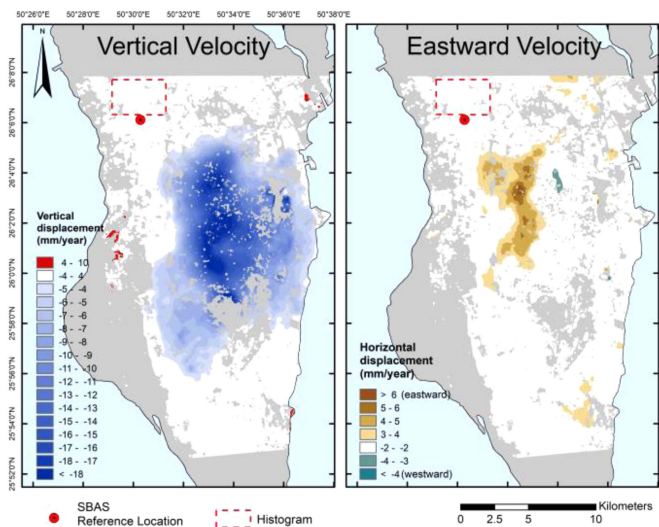 50°26'0"E 50°28'0"E 50°30'0"E 50°32'0"E 50°34'0"E 50°36'0"E 50°38'0"E
N
Vertical Velocity
Eastward Velocity
26°8'0"N
26°6'0"N
26°4'0"N
26°2'0"N
26°0'0"N
25°58'0"N
25°56'0"N
25°54'0"N
25°52'0"N
Vertical
displacement
(mm/year)
4 - 10
-4 - 4
-5 - -4
-6 - -5
-7 - -6
-8 - -7
-9 - -8
-10 - -9
-11 - -10
-12 - -11
-13 - -12
-14 - -13
-15 - -14
-16 - -15
-17 - -16
-18 - -17
< -18
Horizontal
displacement
(mm/year)
> 6 (eastward)
5 - 6
4 - 5
3 - 4
-2 - -2
-4 - -3
< -4 (westward)
SBAS
Reference Location
Histogram
Kilometers
0 2.5 5 10